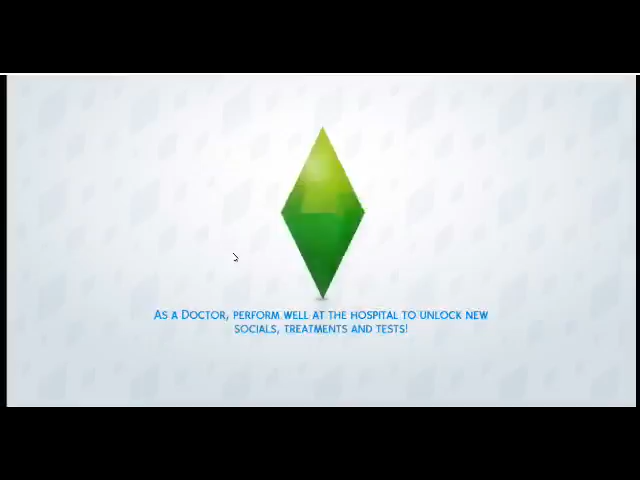 As a Doctor, perform well at the hospital to unlock new
socials, treatments and tests!